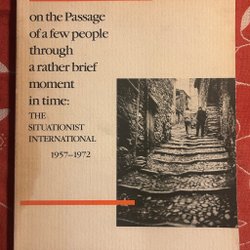 on the Passage
of a few people
through
a rather brief
moment
in time:
THE
SITUATIONIST
INTERNATIONAL
1957–1972